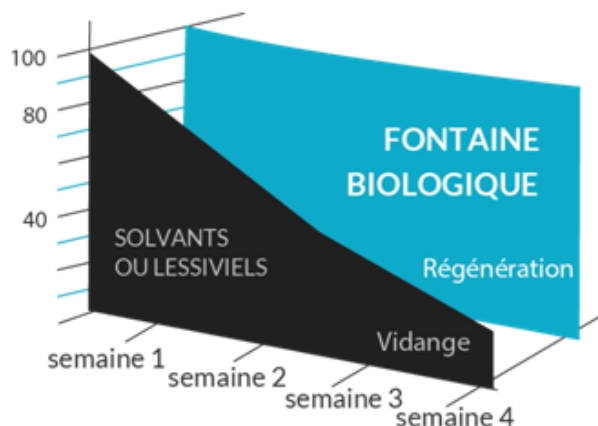 100
80
40
FONTAINE
BIOLOGIQUE
SOLVANTS
OU LESSIVIELS
Régénération
Vidange
semaine 1
semaine 2
semaine 3
semaine 4